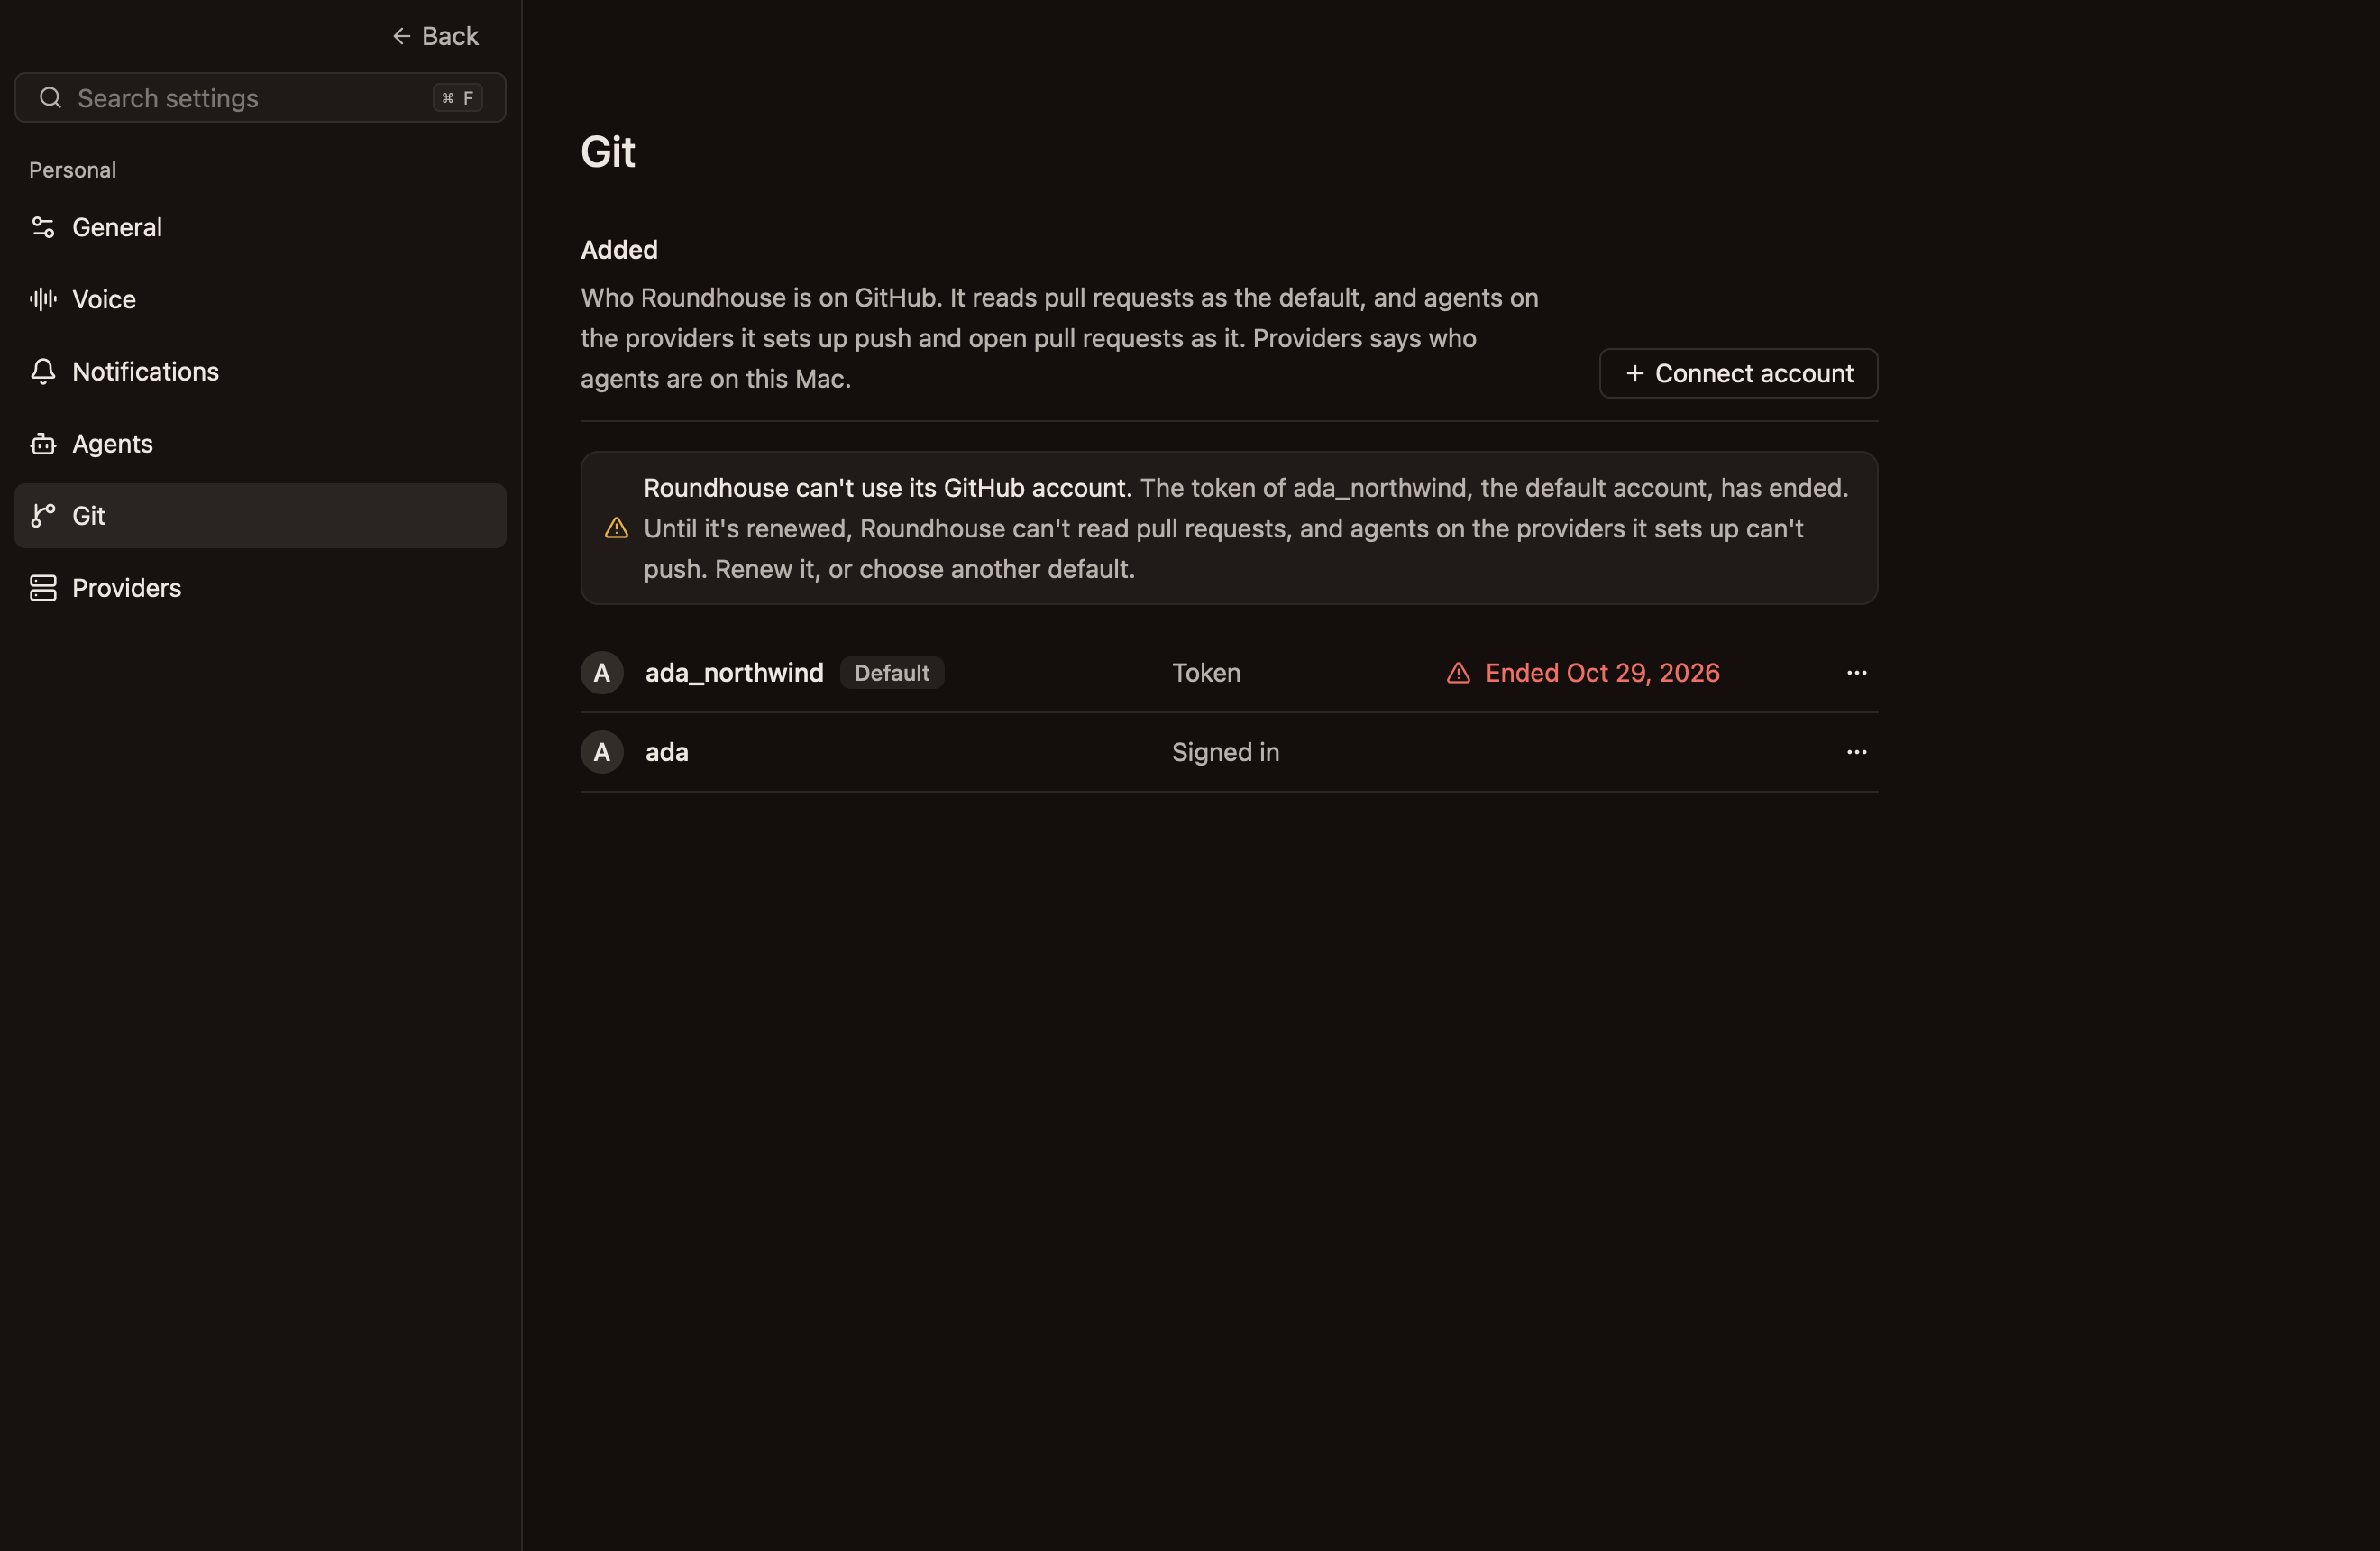 Back
Search settings
⌘ F
Personal
General
Voice
Notifications
Agents
Git
Providers
Git
Added
Who Roundhouse is on GitHub. It reads pull requests as the default, and agents on
the providers it sets up push and open pull requests as it. Providers says who
agents are on this Mac.
Connect account
Roundhouse can't use its GitHub account. The token of ada_northwind, the default account, has ended.
Until it's renewed, Roundhouse can't read pull requests, and agents on the providers it sets up can't
push. Renew it, or choose another default.
A ada_northwind Default Token Ended Oct 29, 2026
A ada Signed in